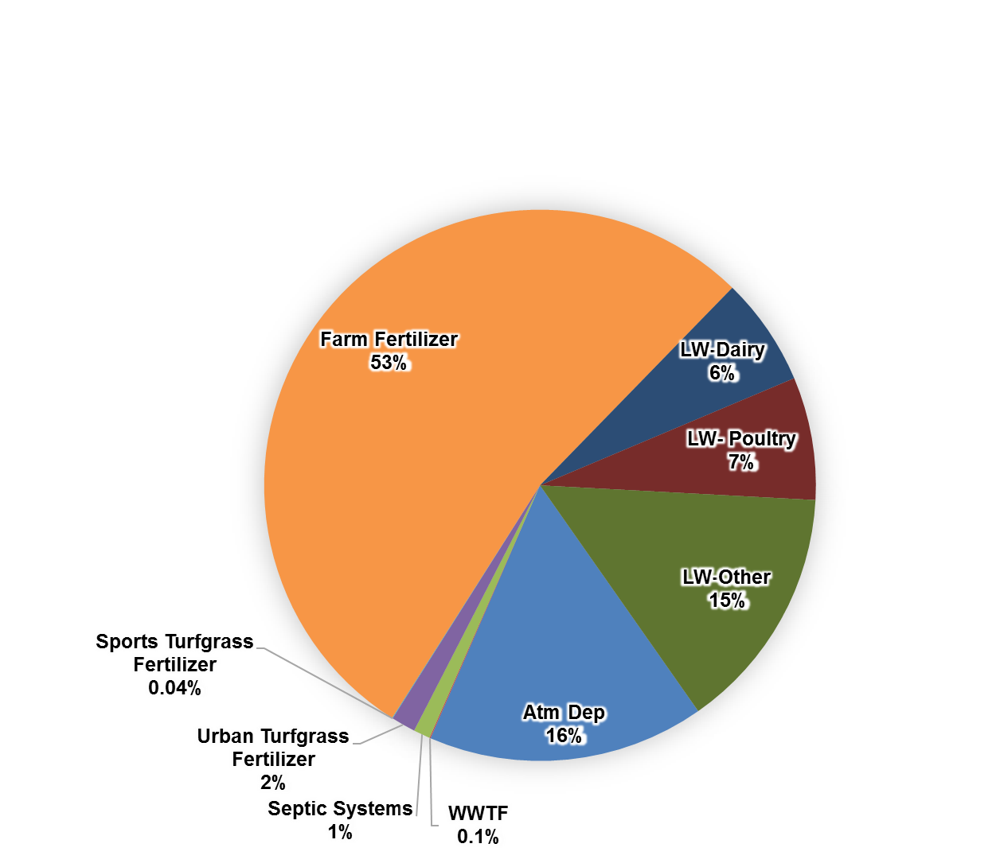 Farm Fertilizer
53%
LW-Dairy
6%
LW- Poultry
7%
LW-Other
15%
Atm Dep
16%
Sports Turfgrass
Fertilizer
0.04%
Urban Turfgrass
Fertilizer
2%
Septic Systems
1%
WWTF
0.1%